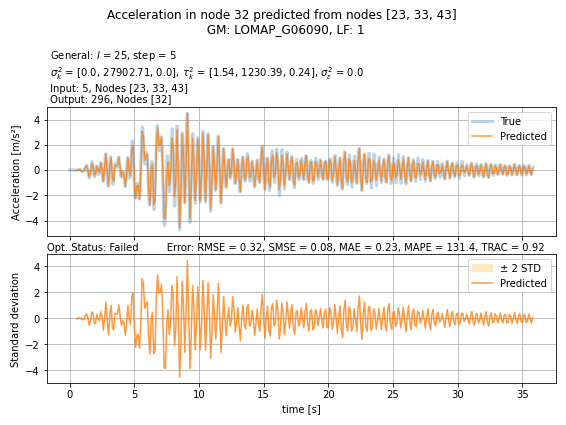 Acceleration in node 32 predicted from nodes [23, 33, 43]
GM: LOMAP_G06090, LF: 1
General: l = 25, step = 5
σ²ₖ = [0.0, 27902.71, 0.0], τ²ₖ = [1.54, 1230.39, 0.24], σ²ε = 0.0
Input: 5, Nodes [23, 33, 43]
Output: 296, Nodes [32]
Acceleration [m/s²]
4
2
0
−2
−4
True
Predicted
Opt. Status: Failed Error: RMSE = 0.32, SMSE = 0.08, MAE = 0.23, MAPE = 131.4, TRAC = 0.92
Standard deviation
4
2
0
−2
−4
± 2 STD
Predicted
0 5 10 15 20 25 30 35
time [s]